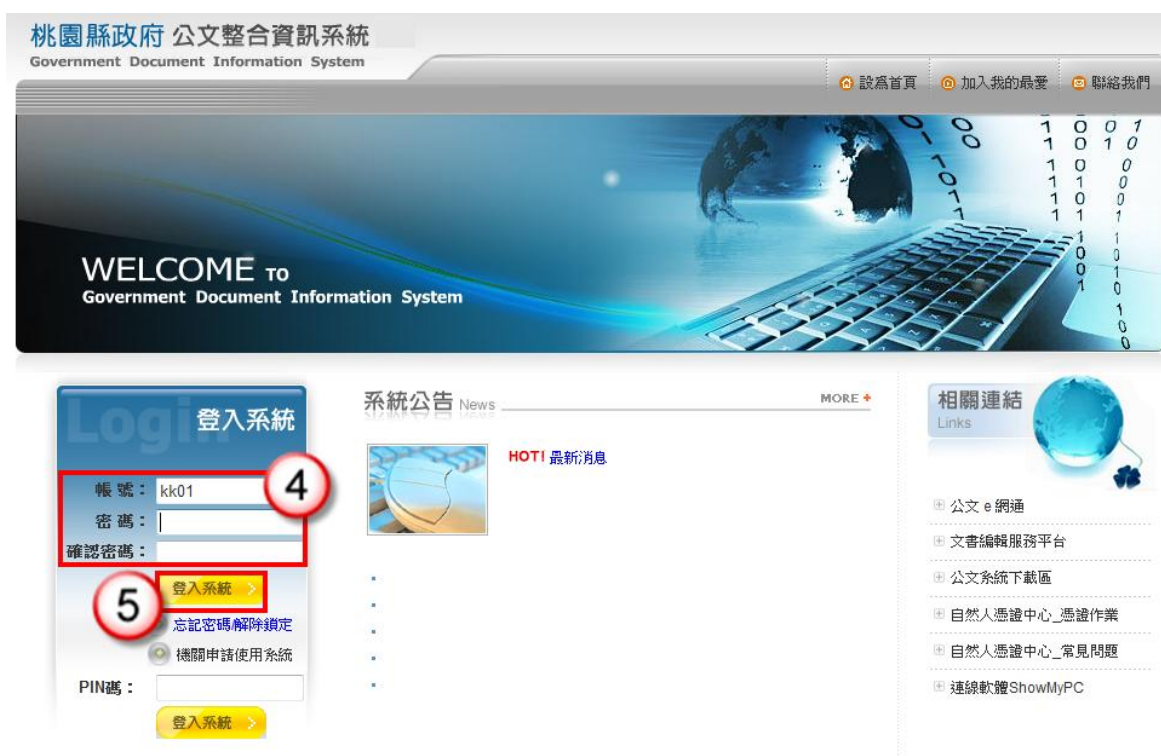 桃園縣政府 公文整合資訊系統
Government Document Information System
設為首頁 加入我的最愛 聯絡我們
WELCOME TO
Government Document Information System
Login 登入系統
帳號：kk01
4
密碼：
確認密碼：
登入系統
5
忘記密碼/解除鎖定
機關申請使用系統
PIN碼：
登入系統
系統公告 News MORE
HOT! 最新消息
相關連結
Links
公文 e 網通
文書編輯服務平台
公文系統下載區
自然人憑證中心_憑證作業
自然人憑證中心_常見問題
連線軟體ShowMyPC